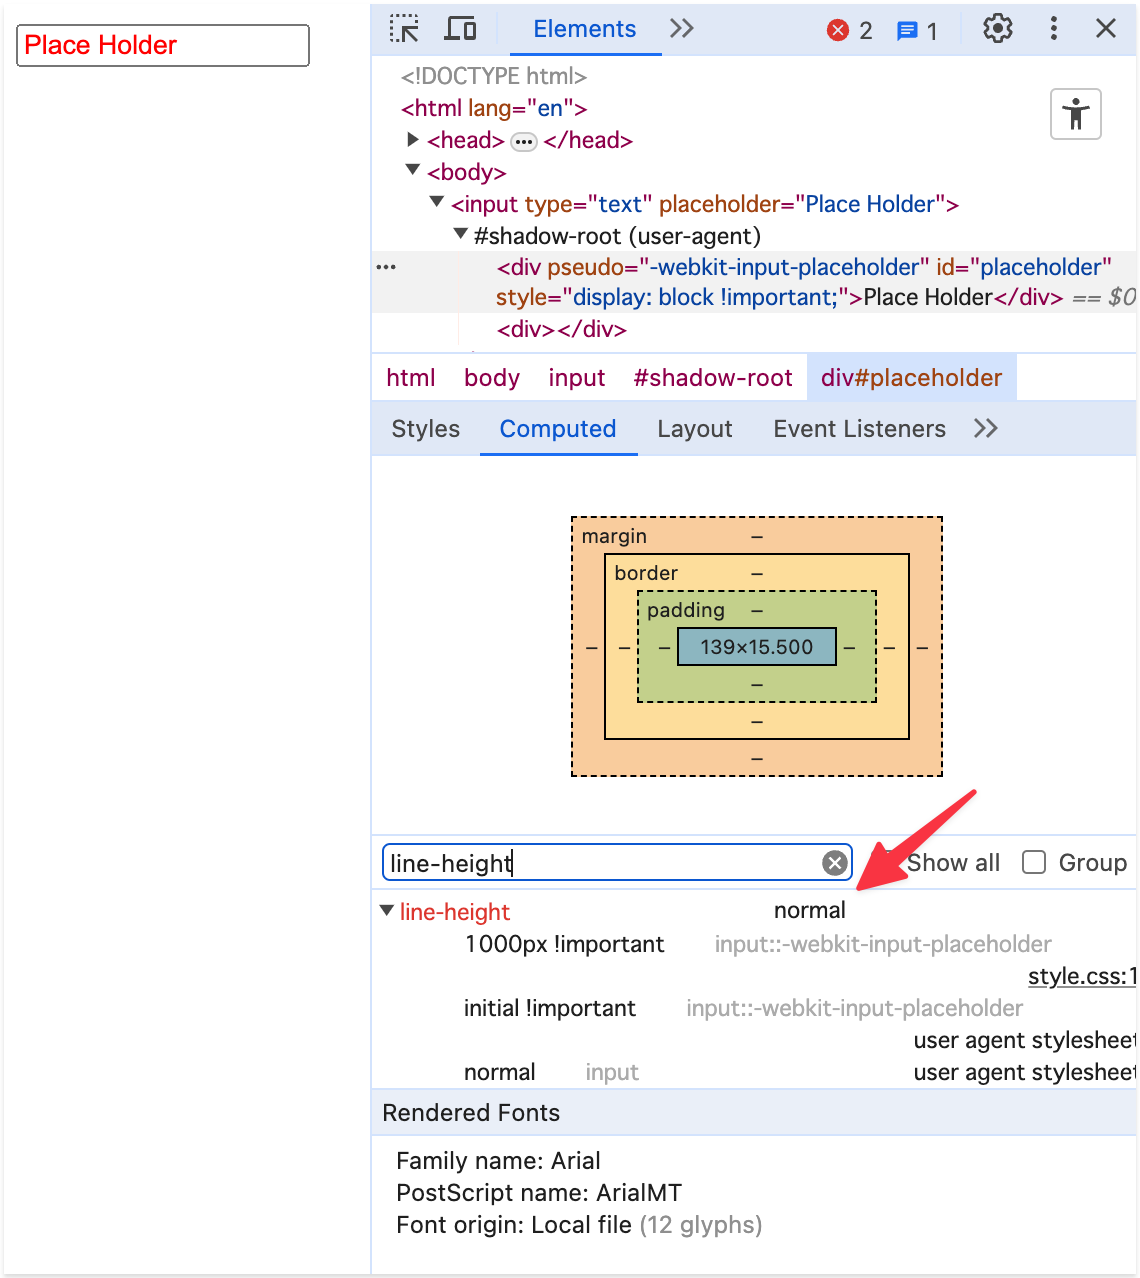 Place Holder
Elements
2
1
<!DOCTYPE html>
<html lang="en">
<head> ••• </head>
<body>
<input type="text" placeholder="Place Holder">
#shadow-root (user-agent)
<div pseudo="-webkit-input-placeholder" id="placeholder"
style="display: block !important;">Place Holder</div> == $0
<div></div>
html body input #shadow-root div#placeholder
Styles Computed Layout Event Listeners
margin –
border –
padding –
– – – 139×15.500 – – –
–
–
–
line-height
Show all
Group
line-height normal
1000px !important input::-webkit-input-placeholder
style.css:1
initial !important input::-webkit-input-placeholder
user agent stylesheet
normal input user agent stylesheet
Rendered Fonts
Family name: Arial
PostScript name: ArialMT
Font origin: Local file (12 glyphs)